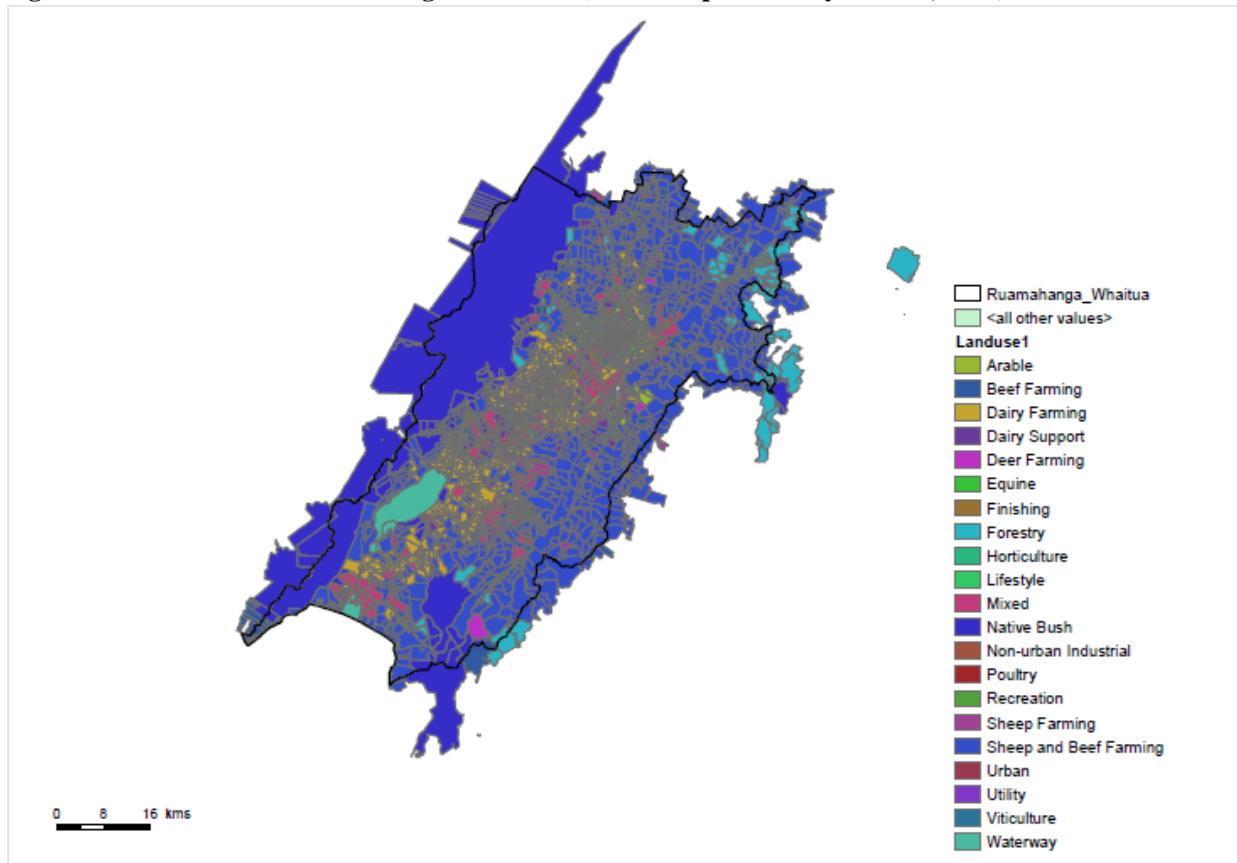 Ruamahanga_Whaitua
<all other values>
Landuse1
Arable
Beef Farming
Dairy Farming
Dairy Support
Deer Farming
Equine
Finishing
Forestry
Horticulture
Lifestyle
Mixed
Native Bush
Non-urban Industrial
Poultry
Recreation
Sheep Farming
Sheep and Beef Farming
Urban
Utility
Viticulture
Waterway
0 8 16 kms